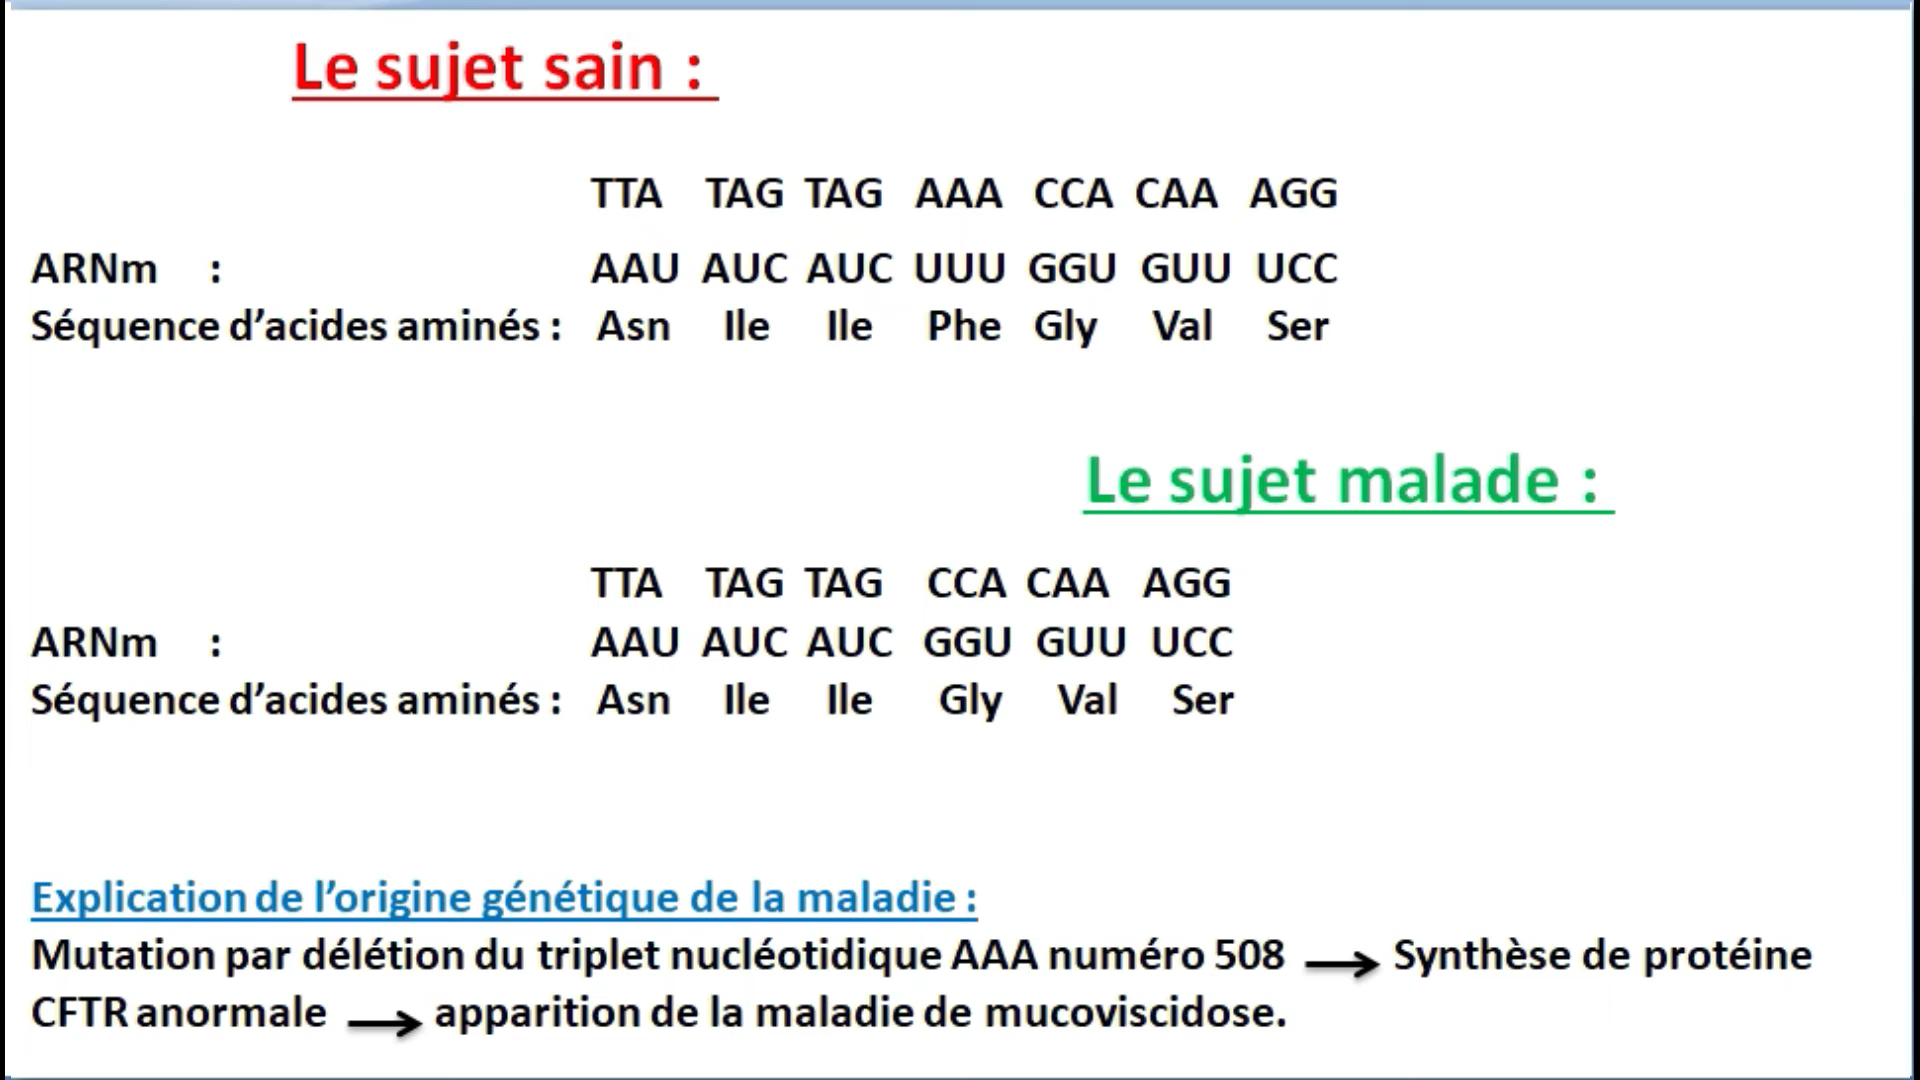 Le sujet sain :
TTA TAG TAG AAA CCA CAA AGG
ARNm : AAU AUC AUC UUU GGU GUU UCC
Séquence d’acides aminés : Asn Ile Ile Phe Gly Val Ser
Le sujet malade :
TTA TAG TAG CCA CAA AGG
ARNm : AAU AUC AUC GGU GUU UCC
Séquence d’acides aminés : Asn Ile Ile Gly Val Ser
Explication de l’origine génétique de la maladie :
Mutation par délétion du triplet nucléotidique AAA numéro 508 → Synthèse de protéine
CFTR anormale → apparition de la maladie de mucoviscidose.